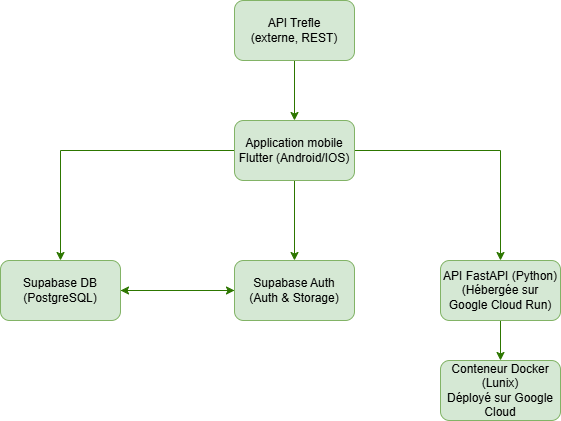 API Trefle
(externe, REST)
Application mobile
Flutter (Android/IOS)
Supabase DB
(PostgreSQL)
Supabase Auth
(Auth & Storage)
API FastAPI (Python)
(Hébergée sur
Google Cloud Run)
Conteneur Docker
(Lunix)
Déployé sur Google
Cloud